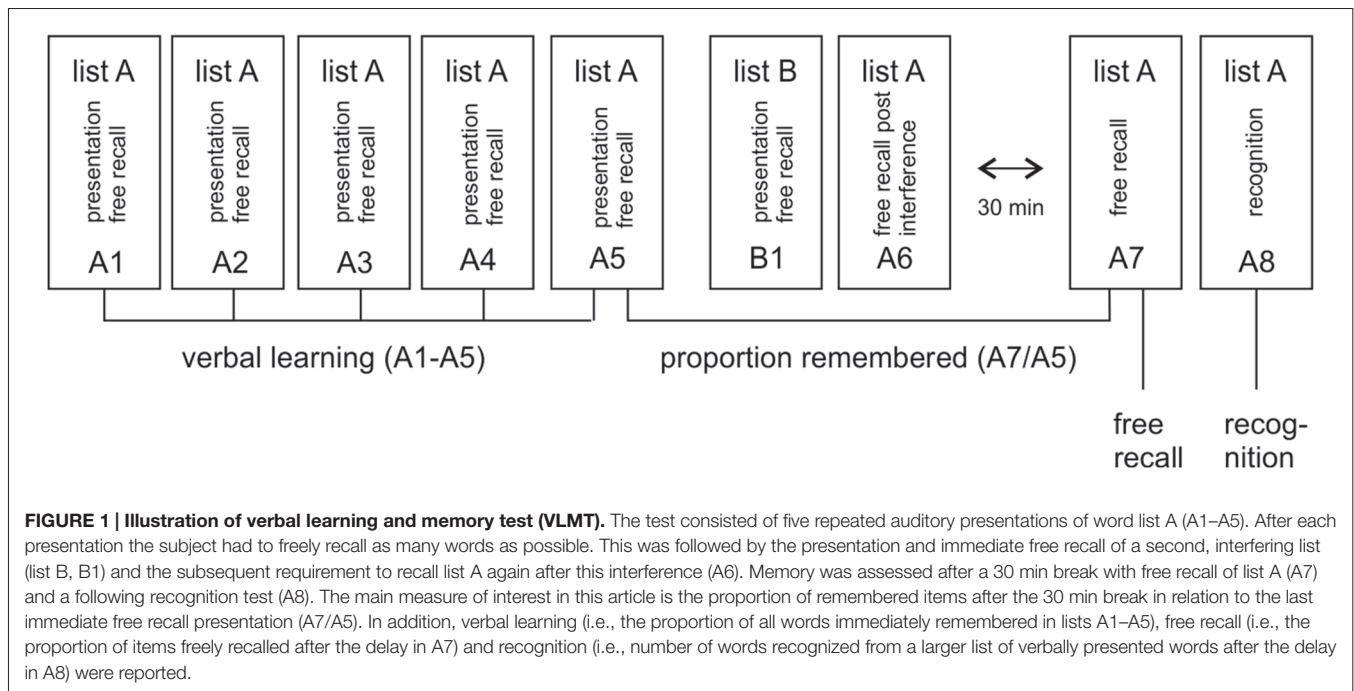 list A
presentation
free recall
A1
list A
presentation
free recall
A2
list A
presentation
free recall
A3
list A
presentation
free recall
A4
list A
presentation
free recall
A5
list B
presentation
free recall
B1
list A
free recall post
interference
A6
30 min
list A
free recall
A7
list A
recognition
A8
verbal learning (A1-A5)
proportion remembered (A7/A5)
free
recall
recog-
nition
FIGURE 1 | Illustration of verbal learning and memory test (VLMT). The test consisted of five repeated auditory presentations of word list A (A1–A5). After each
presentation the subject had to freely recall as many words as possible. This was followed by the presentation and immediate free recall of a second, interfering list
(list B, B1) and the subsequent requirement to recall list A again after this interference (A6). Memory was assessed after a 30 min break with free recall of list A (A7)
and a following recognition test (A8). The main measure of interest in this article is the proportion of remembered items after the 30 min break in relation to the last
immediate free recall presentation (A7/A5). In addition, verbal learning (i.e., the proportion of all words immediately remembered in lists A1–A5), free recall (i.e., the
proportion of items freely recalled after the delay in A7) and recognition (i.e., number of words recognized from a larger list of verbally presented words after the delay
in A8) were reported.